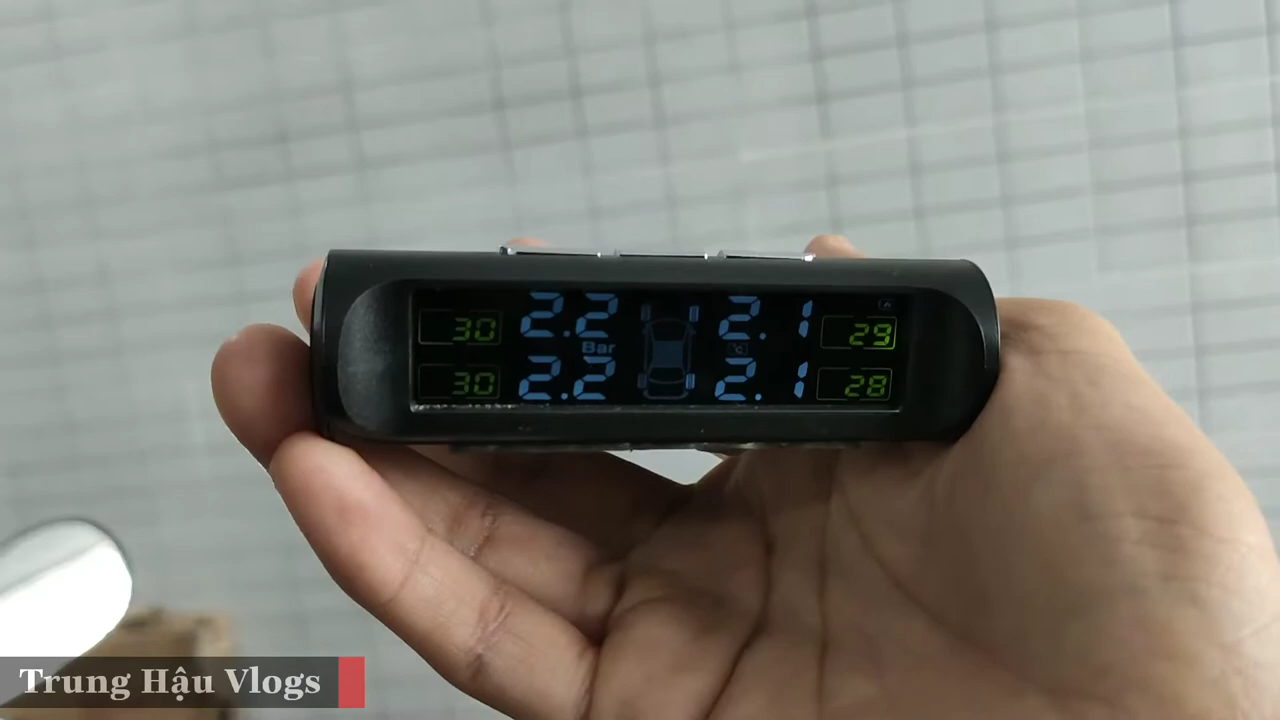 30 2.2 2.1 29
Bar °C
30 2.2 2.1 28
Trung Hậu Vlogs